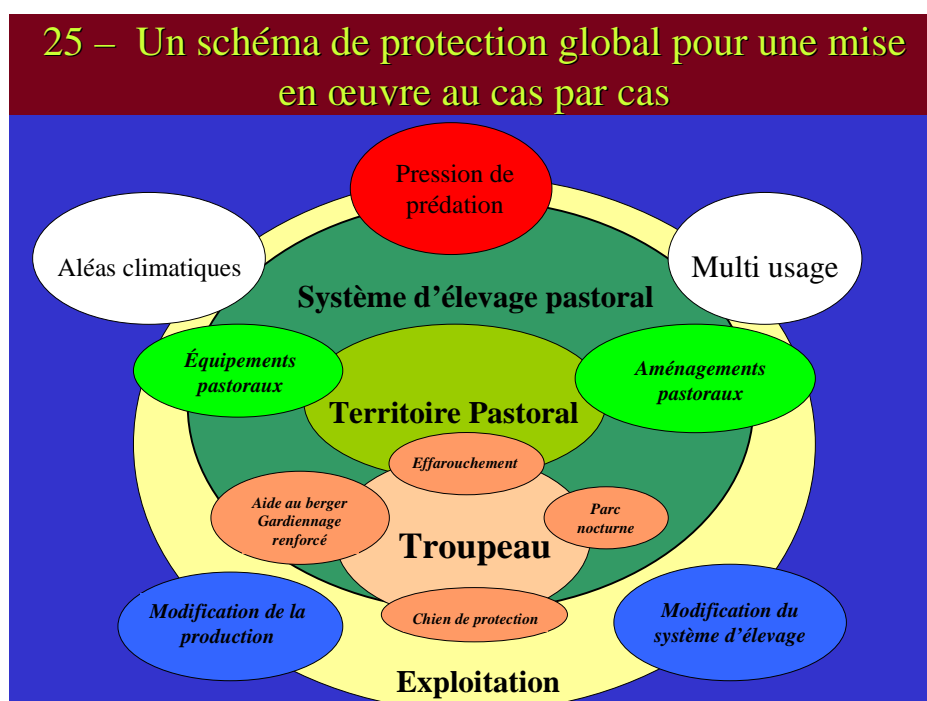 25 – Un schéma de protection global pour une mise
en œuvre au cas par cas
Pression de
prédation
Aléas climatiques
Multi usage
Système d'élevage pastoral
Équipements
pastoraux
Aménagements
pastoraux
Territoire Pastoral
Effarouchement
Aide au berger
Gardiennage
renforcé
Parc
nocturne
Troupeau
Modification de la
production
Chien de protection
Modification du
système d'élevage
Exploitation